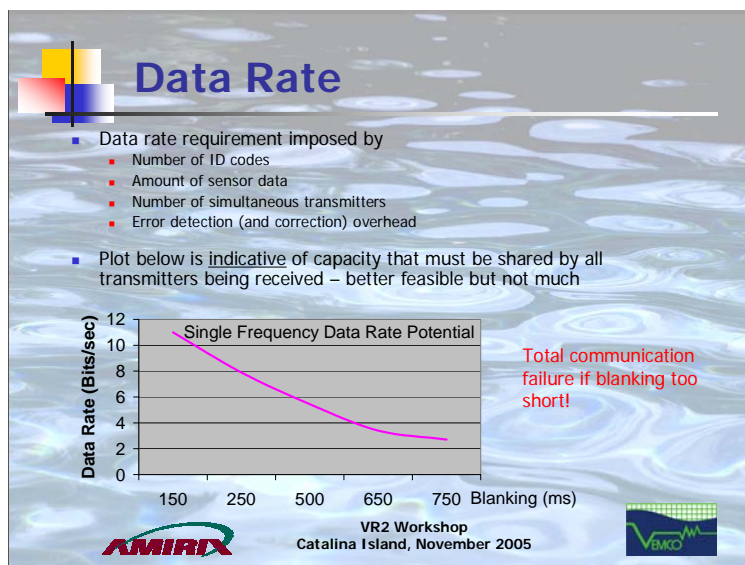 Data Rate
Data rate requirement imposed by
Number of ID codes
Amount of sensor data
Number of simultaneous transmitters
Error detection (and correction) overhead
Plot below is indicative of capacity that must be shared by all
transmitters being received – better feasible but not much
Single Frequency Data Rate Potential
Data Rate (Bits/sec)
12
10
8
6
4
2
0
150 250 500 650 750 Blanking (ms)
Total communication
failure if blanking too
short!
AMIRIX
VR2 Workshop
Catalina Island, November 2005
VEMCO